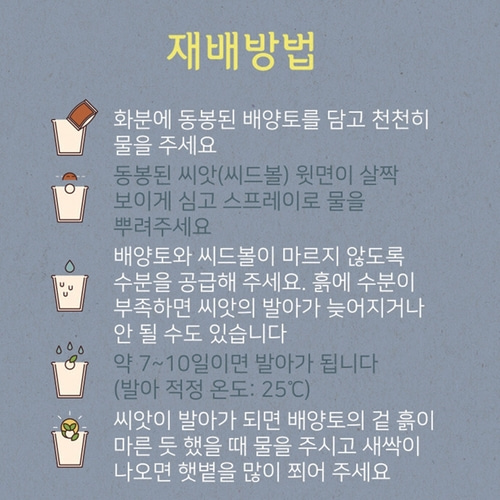 재배방법
화분에 동봉된 배양토를 담고 천천히
물을 주세요
동봉된 씨앗(씨드볼) 윗면이 살짝
보이게 심고 스프레이로 물을
뿌려주세요
배양토와 씨드볼이 마르지 않도록
수분을 공급해 주세요. 흙에 수분이
부족하면 씨앗의 발아가 늦어지거나
안 될 수도 있습니다
약 7~10일이면 발아가 됩니다
(발아 적정 온도: 25℃)
씨앗이 발아가 되면 배양토의 겉 흙이
마른 듯 했을 때 물을 주시고 새싹이
나오면 햇볕을 많이 쬐어 주세요